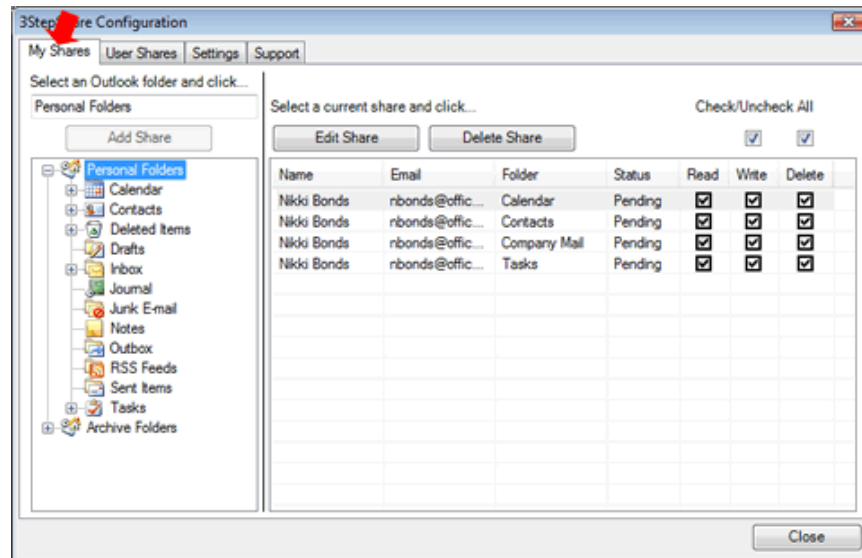 3StepShare Configuration
My Shares User Shares Settings Support
Select an Outlook folder and click...
Personal Folders
Add Share
Personal Folders
Calendar
Contacts
Deleted Items
Drafts
Inbox
Journal
Junk E-mail
Notes
Outbox
RSS Feeds
Sent Items
Tasks
Archive Folders
Select a current share and click... Check/Uncheck All
Edit Share Delete Share
Name Email Folder Status Read Write Delete
Nikki Bonds nbonds@offic... Calendar Pending
Nikki Bonds nbonds@offic... Contacts Pending
Nikki Bonds nbonds@offic... Company Mail Pending
Nikki Bonds nbonds@offic... Tasks Pending
Close